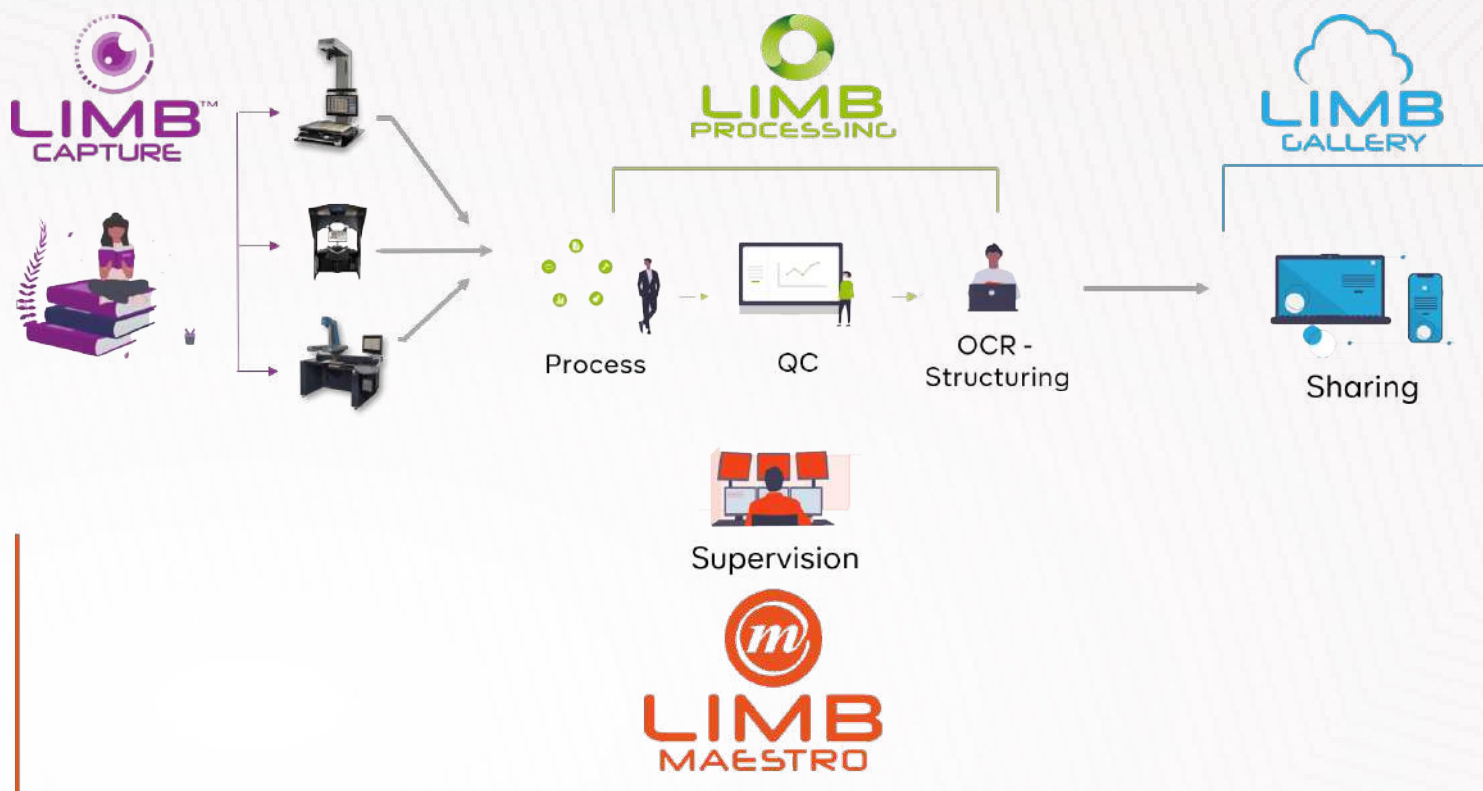 LIMB™
CAPTURE
LIMB
PROCESSING
LIMB
GALLERY
Process
QC
OCR -
Structuring
Sharing
Supervision
m
LIMB
MAESTRO